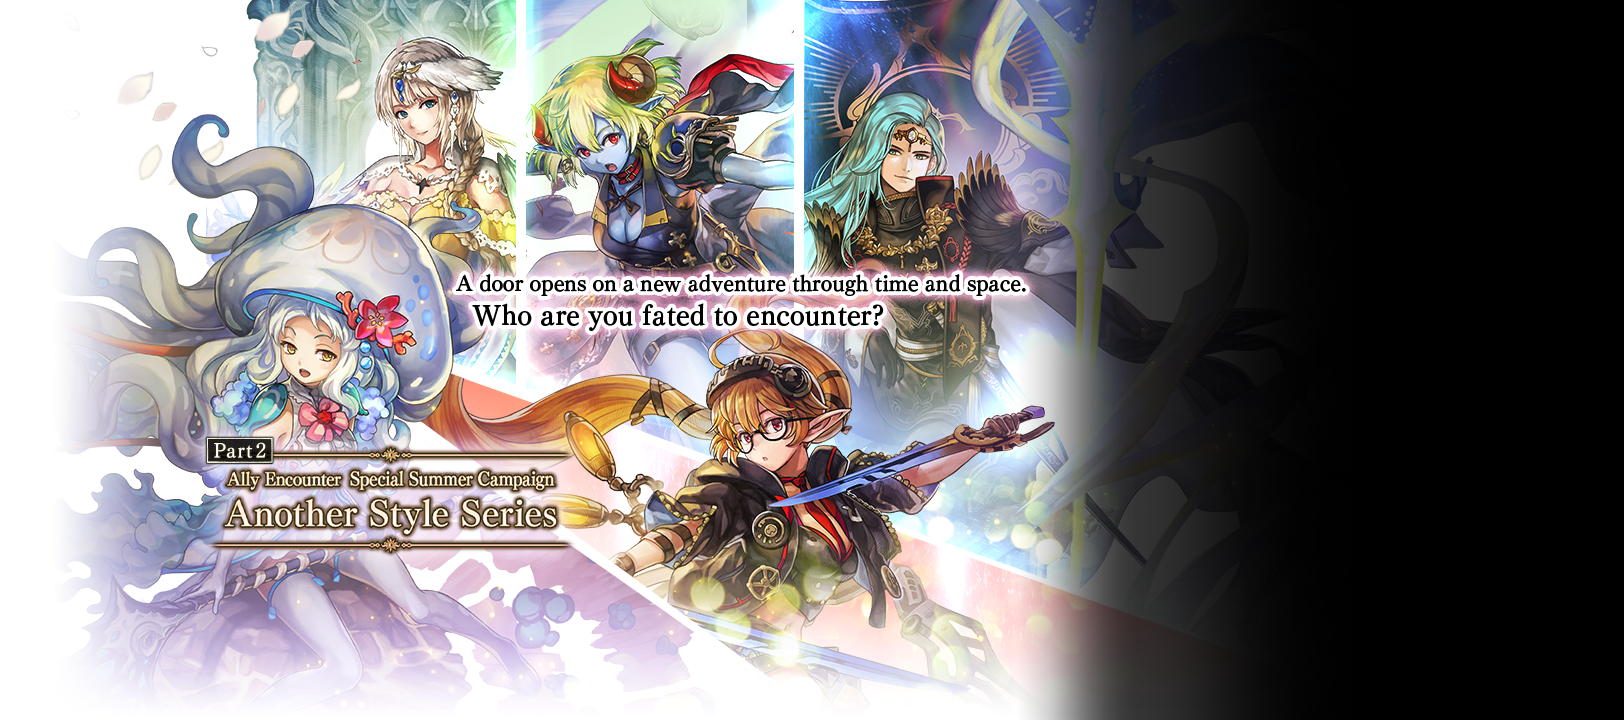 A door opens on a new adventure through time and space.
Who are you fated to encounter?
Part 2
Ally Encounter Special Summer Campaign
Another Style Series